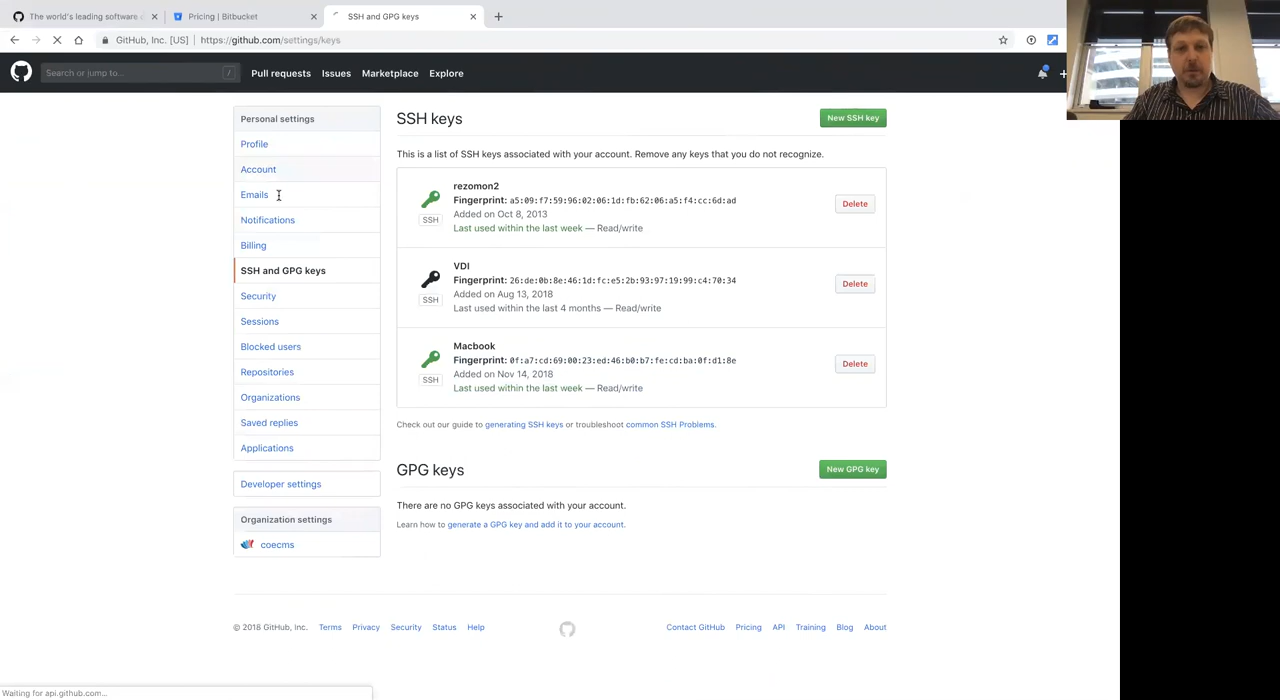 The world's leading software d
Pricing | Bitbucket
SSH and GPG keys
GitHub, Inc. [US] | https://github.com/settings/keys
Search or jump to... /
Pull requests Issues Marketplace Explore
Personal settings
Profile
Account
Emails
Notifications
Billing
SSH and GPG keys
Security
Sessions
Blocked users
Repositories
Organizations
Saved replies
Applications
Developer settings
Organization settings
coecms
SSH keys
New SSH key
This is a list of SSH keys associated with your account. Remove any keys that you do not recognize.
rezomon2
Fingerprint: a5:09:f7:59:96:02:06:1d:fb:62:06:a5:f4:cc:6d:ad
Added on Oct 8, 2013
Last used within the last week — Read/write
SSH
Delete
VDI
Fingerprint: 26:de:0b:8e:46:1d:fc:e5:2b:93:97:19:99:c4:70:34
Added on Aug 13, 2018
Last used within the last 4 months — Read/write
SSH
Delete
Macbook
Fingerprint: 0f:a7:cd:69:00:23:ed:46:b0:b7:fe:cd:ba:0f:d1:8e
Added on Nov 14, 2018
Last used within the last week — Read/write
SSH
Delete
Check out our guide to generating SSH keys or troubleshoot common SSH Problems.
GPG keys
New GPG key
There are no GPG keys associated with your account.
Learn how to generate a GPG key and add it to your account.
© 2018 GitHub, Inc. Terms Privacy Security Status Help
Contact GitHub Pricing API Training Blog About
Waiting for api.github.com...